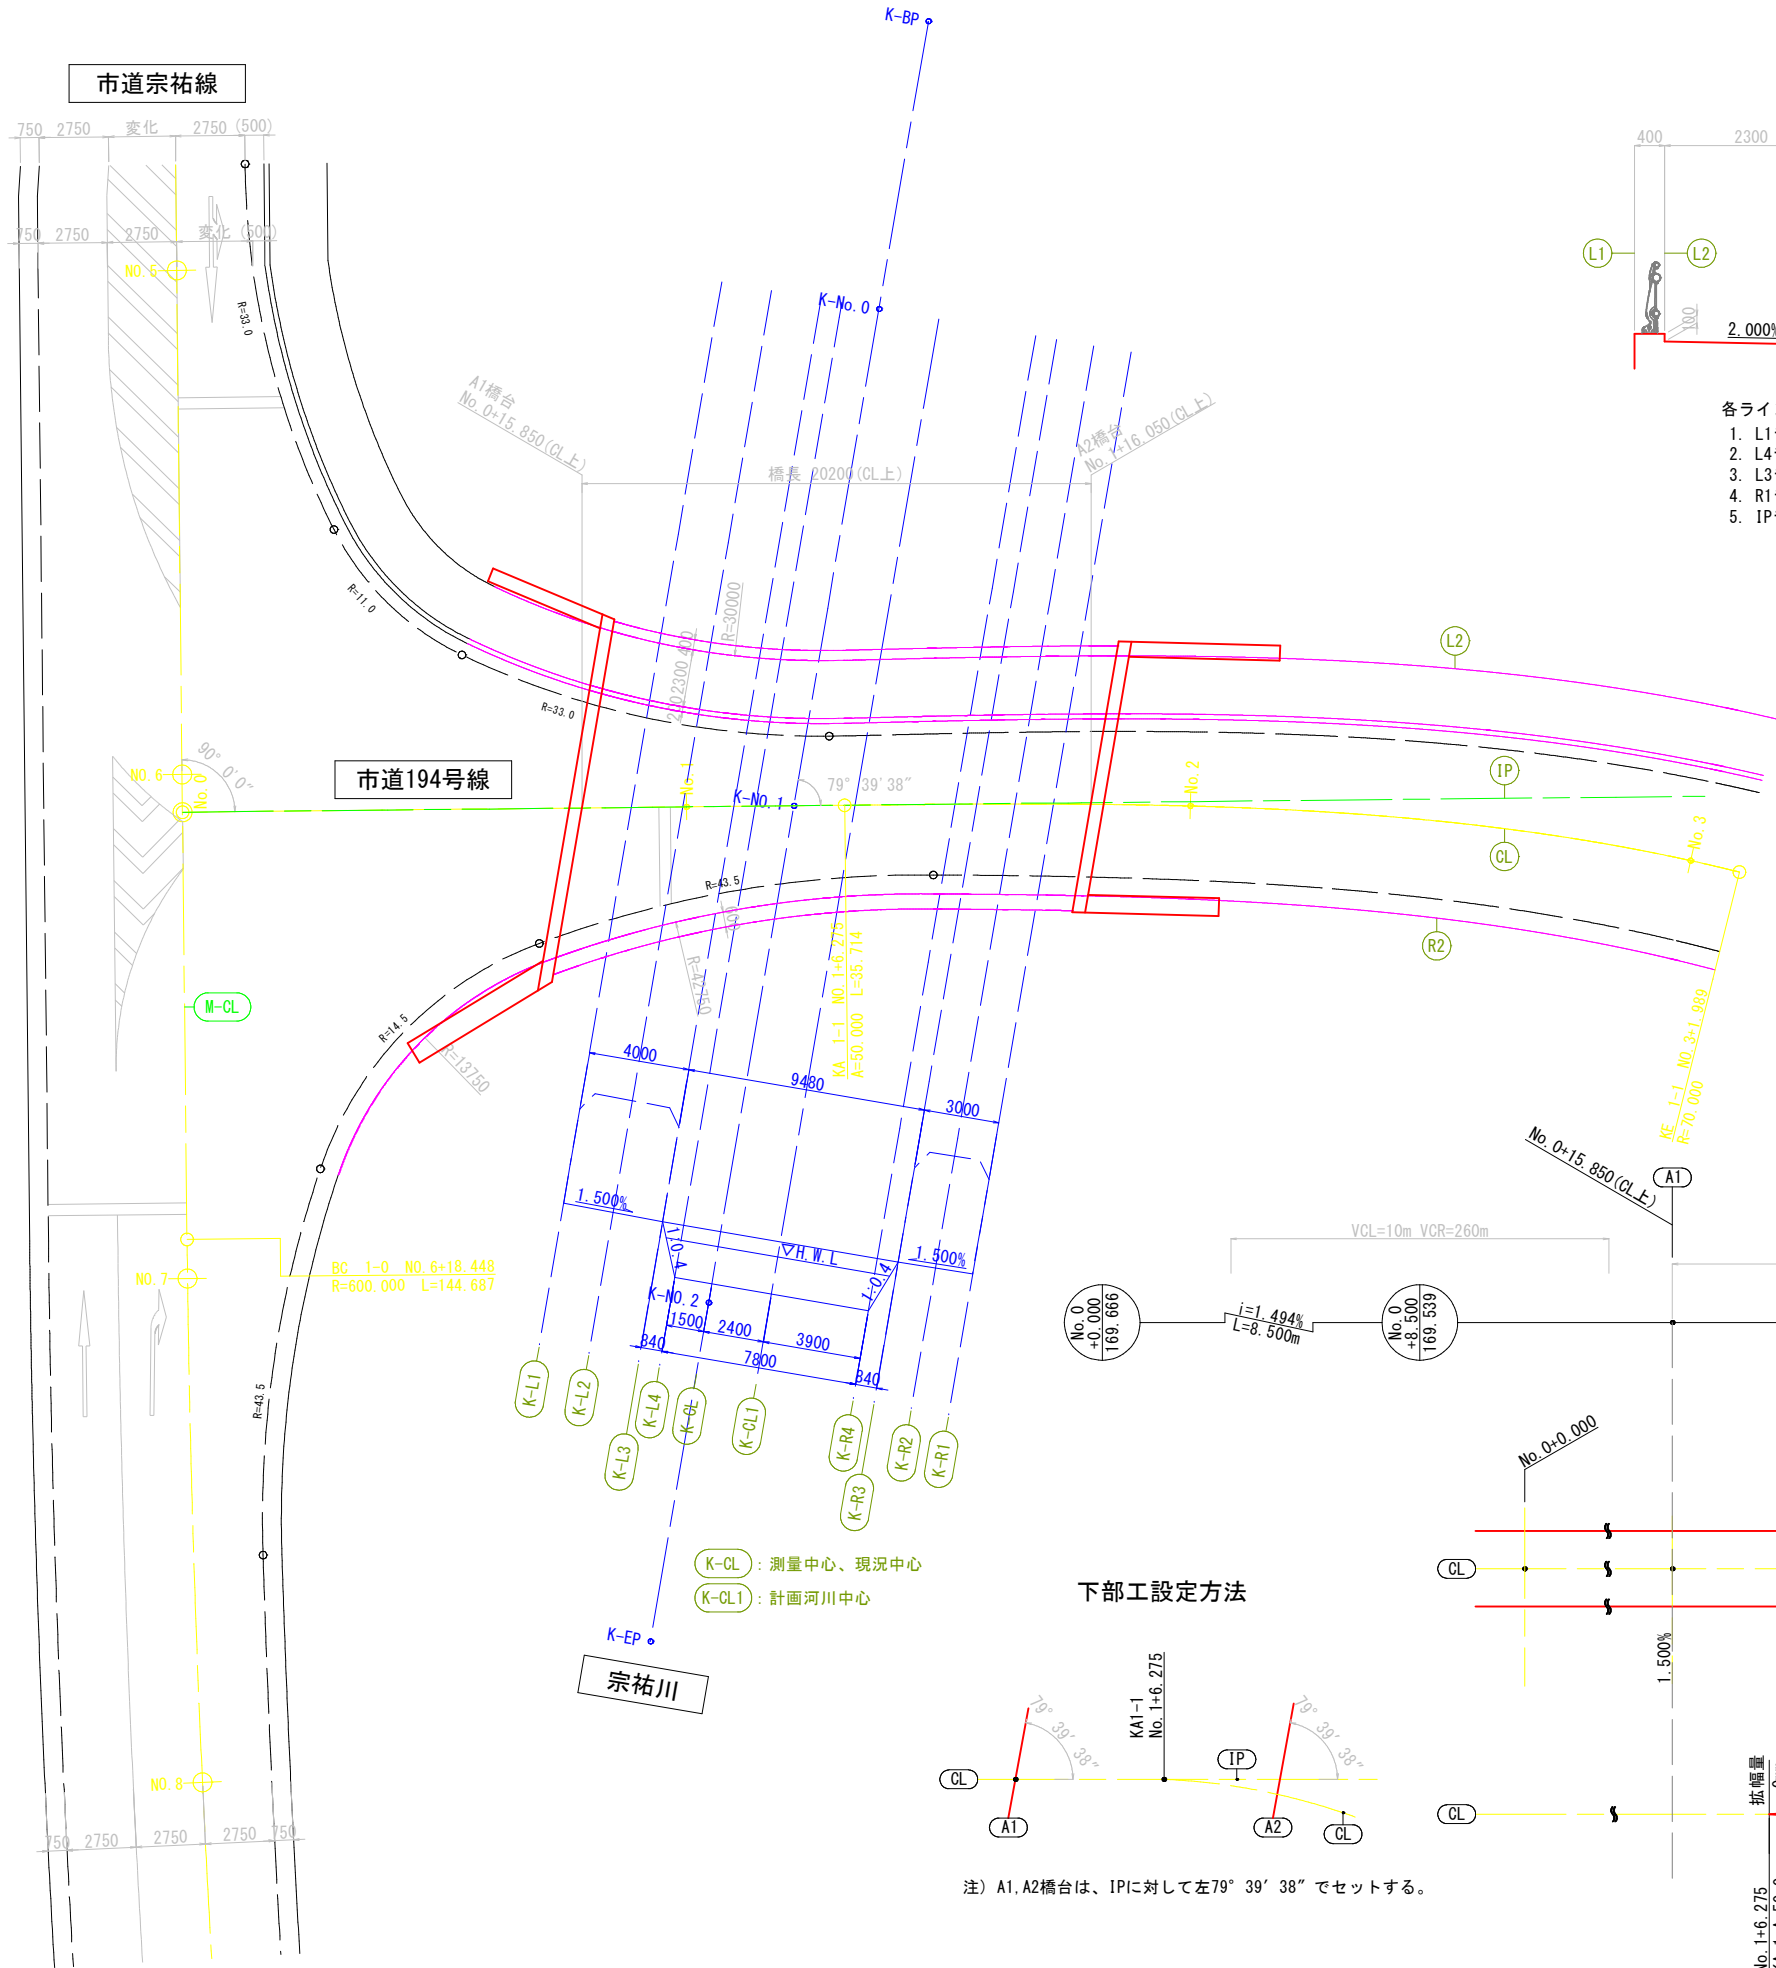 K-BP
市道宗祐線
750 2750 変化 2750 (500)
400 2300
750 2750 2750 変化 (500)
NO.5
R=33.0
L1
L2
100
2.000%
K-No.0
A1橋台
No.0+15.850(CL上)
A2橋台
No.1+16.050(CL上)
橋長 20200(CL上)
各ライ
1. L1
2. L4
3. L3
4. R1
5. IP
R=11.0
R=30000
2300 400
R=33.0
L2
NO.6
No.0
90° 0'0"
市道194号線
No.1
K-NO.1
79° 39'38"
No.2
IP
CL
No.3
R=43.5
600
R=42750
R2
KA 1-1 NO.1+6.275
A=50.000 L=35.714
M-CL
R=14.5
R=13750
4000
9480
3000
KE 1-1 NO.3+1.989
R=70.000
No.0+15.850(CL上)
A1
1.500%
1:0.4
H.W.L
1.500%
1:0.4
VCL=10m VCR=260m
BC 1-0 NO.6+18.448
R=600.000 L=144.687
NO.7
K-NO.2
1500
2400
3900
840
7800
840
No.0
+0.000
169.666
i=1.494%
L=8.500m
No.0
+8.500
169.539
K-L1
K-L2
K-L3
K-L4
K-CL
K-CL1
K-R4
K-R3
K-R2
K-R1
R=43.5
No.0+0.000
K-CL : 測量中心、現況中心
K-CL1 : 計画河川中心
下部工設定方法
CL
K-EP
宗祐川
1.500%
KA1-1
No.1+6.275
79° 39' 38"
79° 39' 38"
CL
IP
A1
A2
CL
NO.8
拡幅量
CL
750 2750 2750 2750 750
注) A1,A2橋台は、IPに対して左79° 39' 38" でセットする。
No.1+6.275